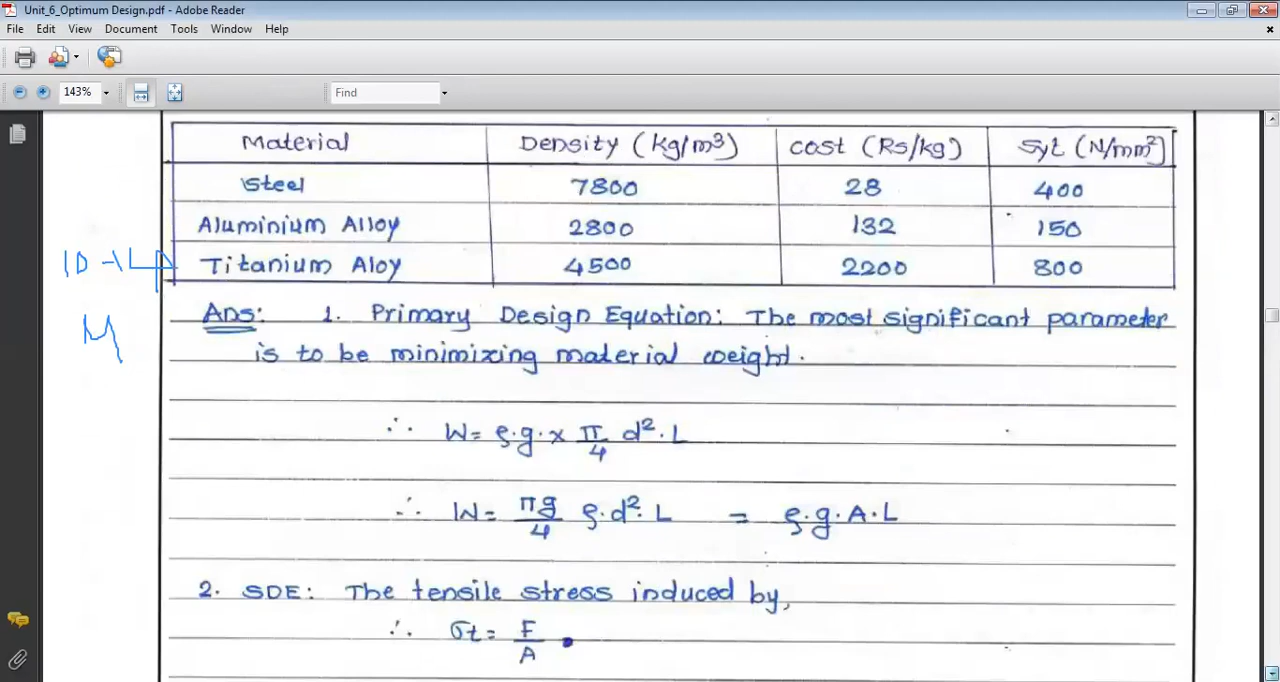 Unit_6_Optimum Design.pdf - Adobe Reader
File Edit View Document Tools Window Help
143% Find
Material Density (kg/m³) cost (Rs/kg) Syt (N/mm²)
Steel 7800 28 400
Aluminium Alloy 2800 132 150
Titanium Aloy 4500 2200 800
M
Ans: 1. Primary Design Equation: The most significant parameter
is to be minimizing material weight.
∴ W= ρ.g.x π/4 d².L
∴ W= πg/4 ρ.d².L = ρ.g.A.L
2. SDE: The tensile stress induced by,
∴ σt= F/A